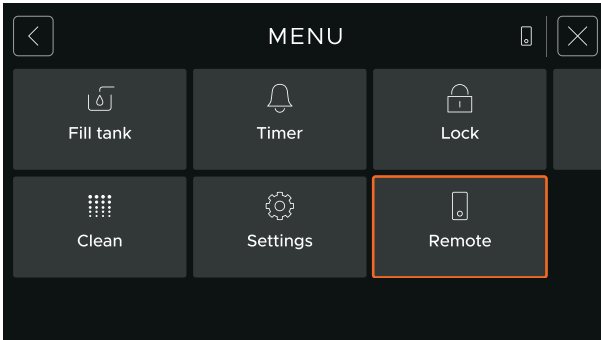 MENU
Fill tank
Timer
Lock
Clean
Settings
Remote